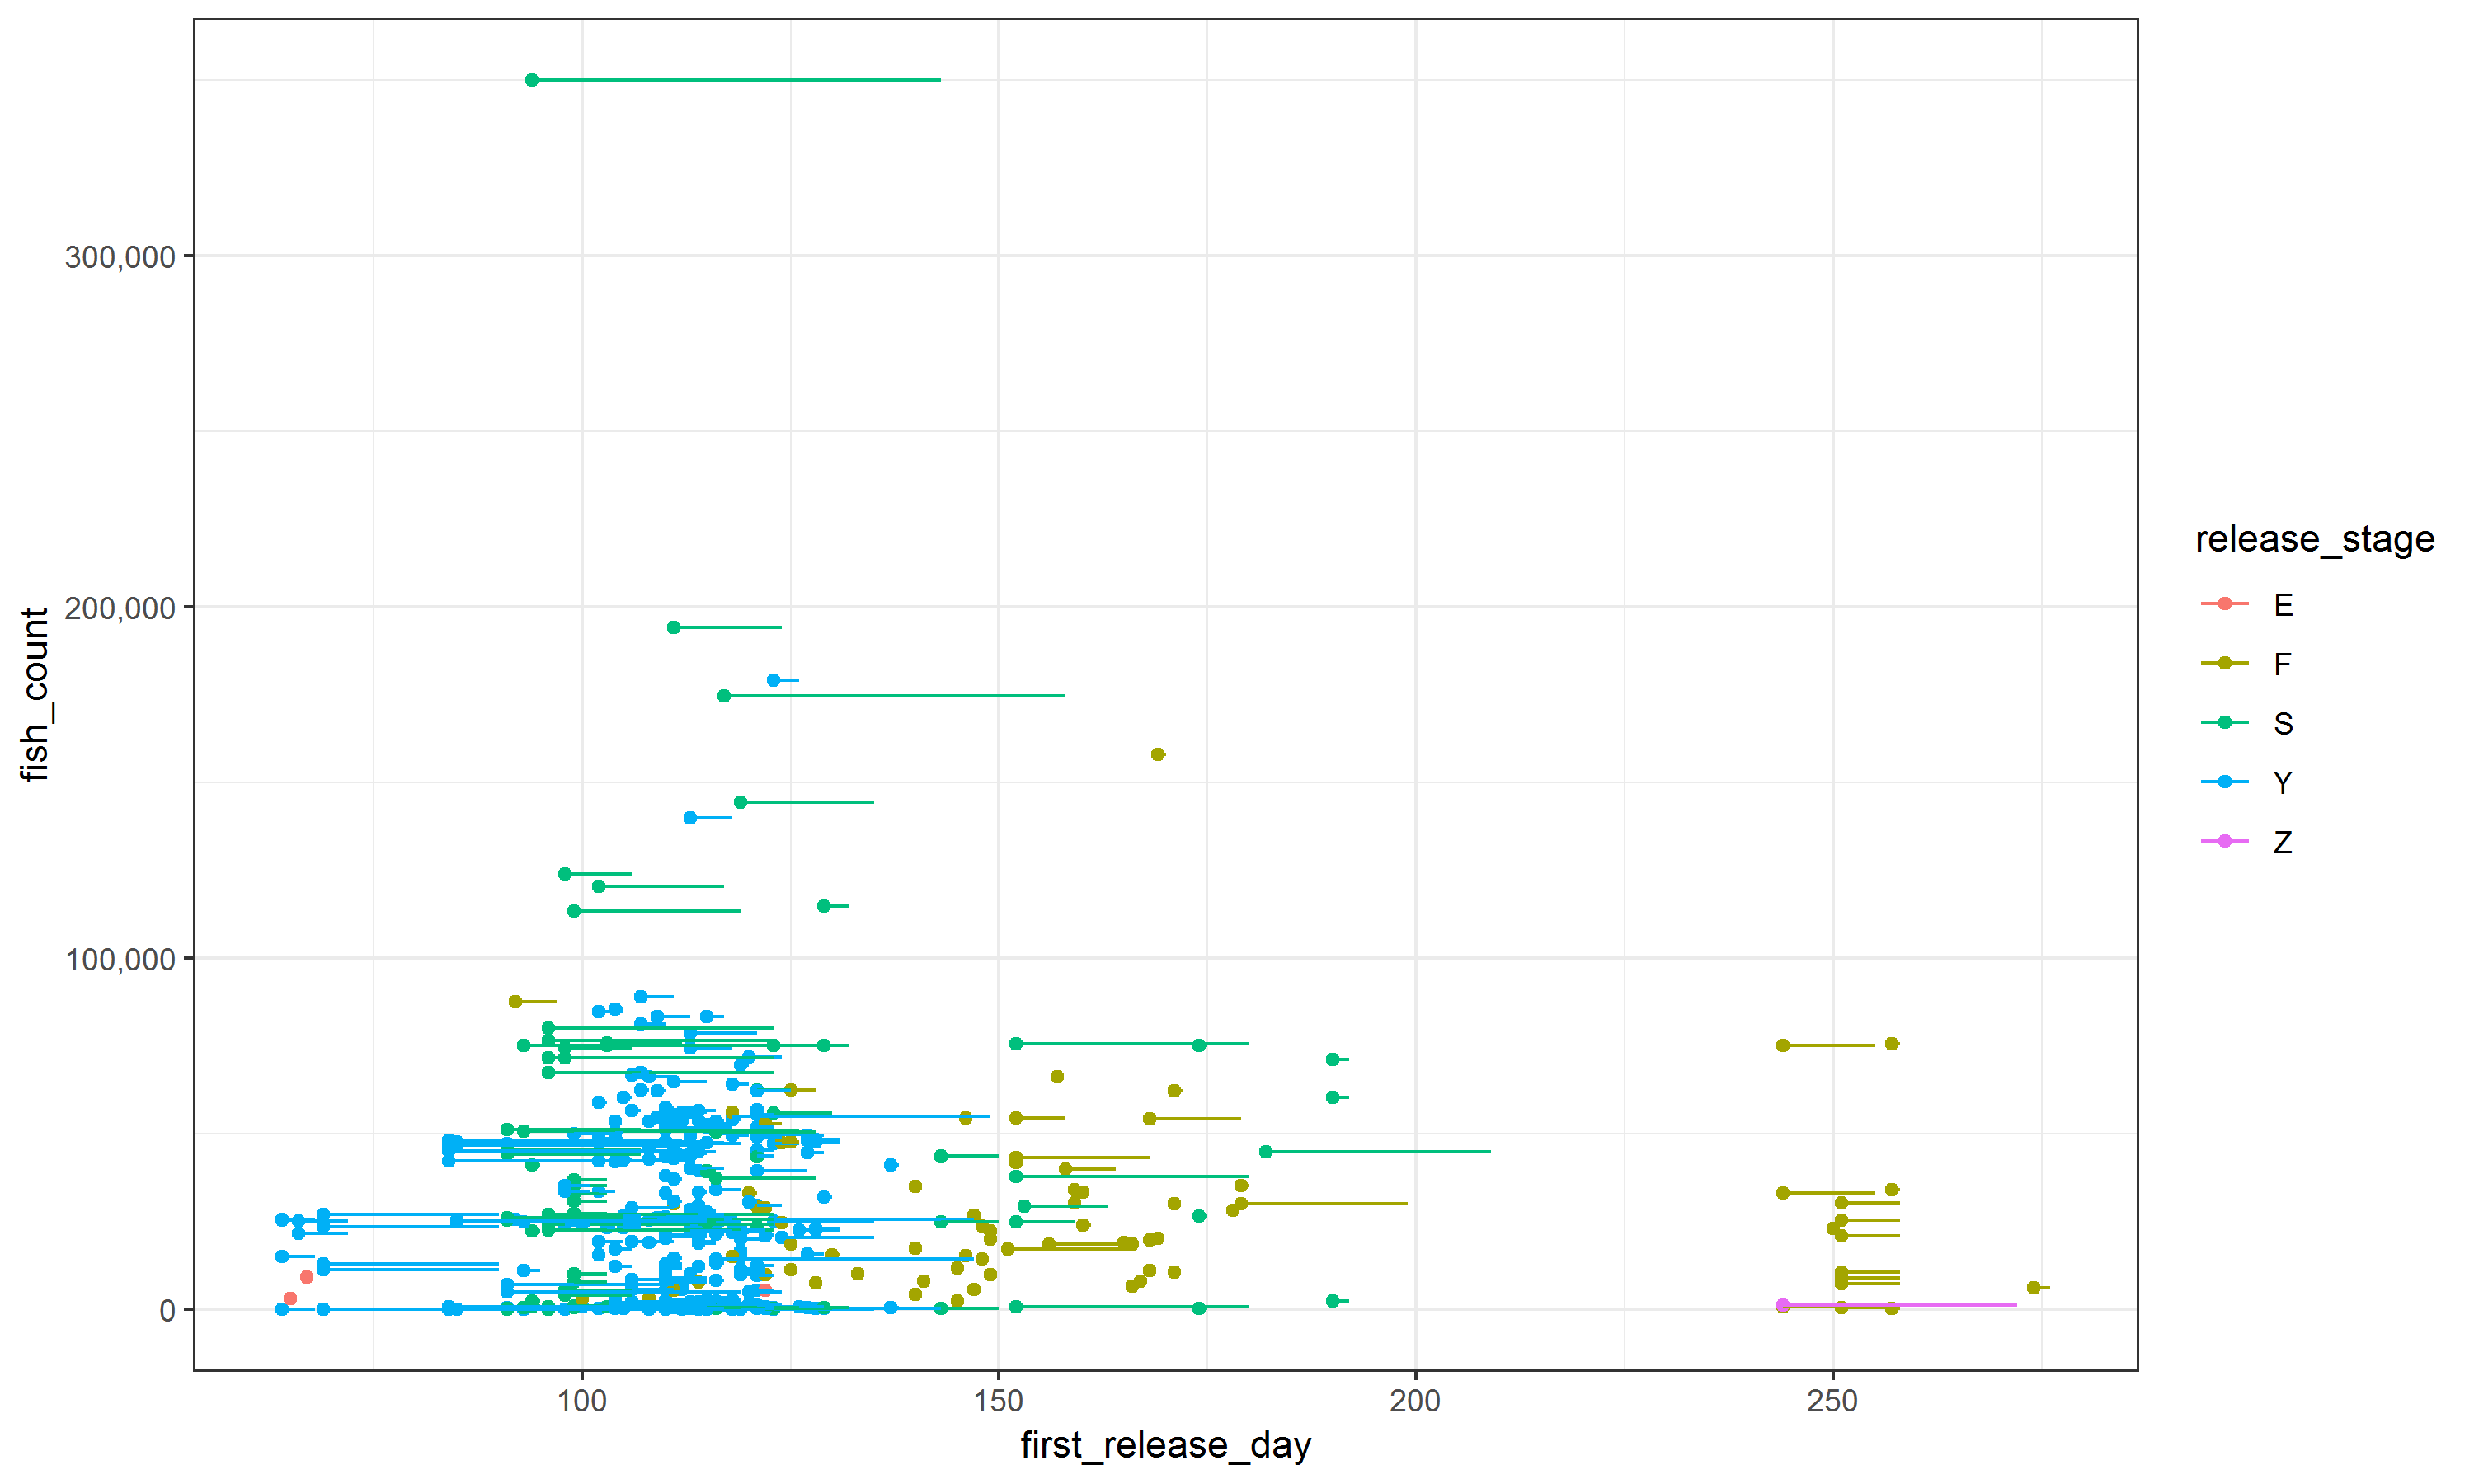 300,000
200,000
100,000
0
100
150
200
250
first_release_day
fish_count
release_stage
E
F
S
Y
Z